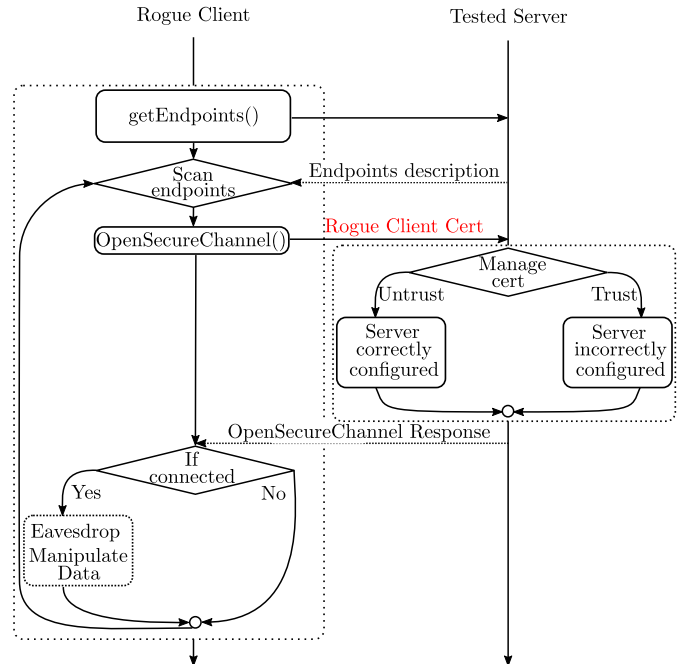 Rogue Client
Tested Server
getEndpoints()
Scan
endpoints
Endpoints description
OpenSecureChannel()
Rogue Client Cert
Manage
cert
Untrust
Trust
Server
correctly
configured
Server
incorrectly
configured
OpenSecureChannel Response
If
connected
Yes
No
Eavesdrop
Manipulate
Data